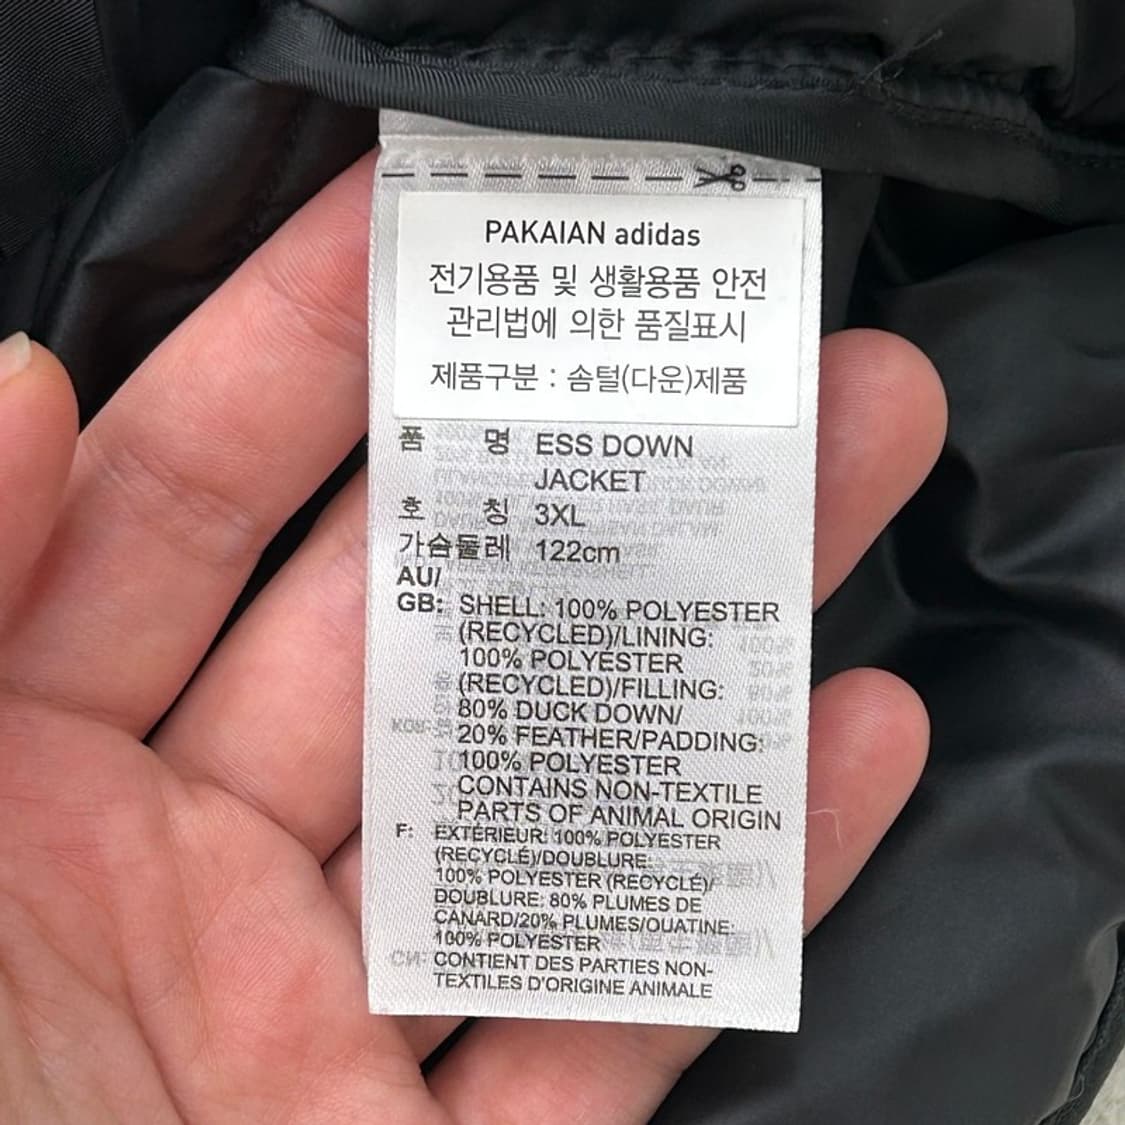 PAKAIAN adidas
전기용품 및 생활용품 안전
관리법에 의한 품질표시
제품구분 : 솜털(다운)제품
품 명 ESS DOWN
JACKET
호 칭 3XL
가슴둘레 122cm
AU/
GB: SHELL: 100% POLYESTER
(RECYCLED)/LINING:
100% POLYESTER
(RECYCLED)/FILLING:
80% DUCK DOWN/
20% FEATHER/PADDING:
100% POLYESTER
CONTAINS NON-TEXTILE
PARTS OF ANIMAL ORIGIN
F: EXTÉRIEUR: 100% POLYESTER
(RECYCLÉ)/DOUBLURE:
100% POLYESTER (RECYCLÉ)/
DOUBLURE: 80% PLUMES DE
CANARD/20% PLUMES/OUATINE:
100% POLYESTER
CONTIENT DES PARTIES NON-
TEXTILES D'ORIGINE ANIMALE